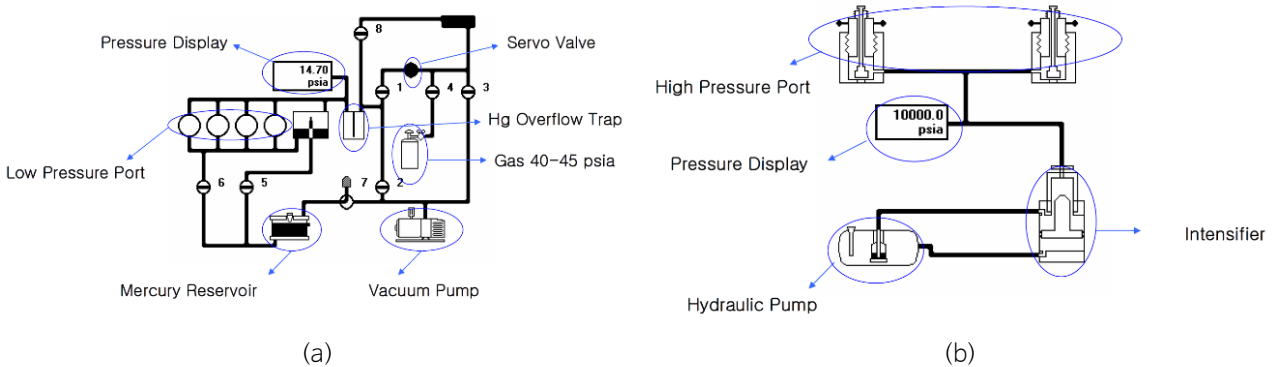 8
Pressure Display
Servo Valve
14.70
psia
1
4
3
Hg Overflow Trap
Gas 40-45 psia
Low Pressure Port
6
5
7
2
Mercury Reservoir
Vacuum Pump
(a)
High Pressure Port
10000.0
psia
Pressure Display
Intensifier
Hydraulic Pump
(b)